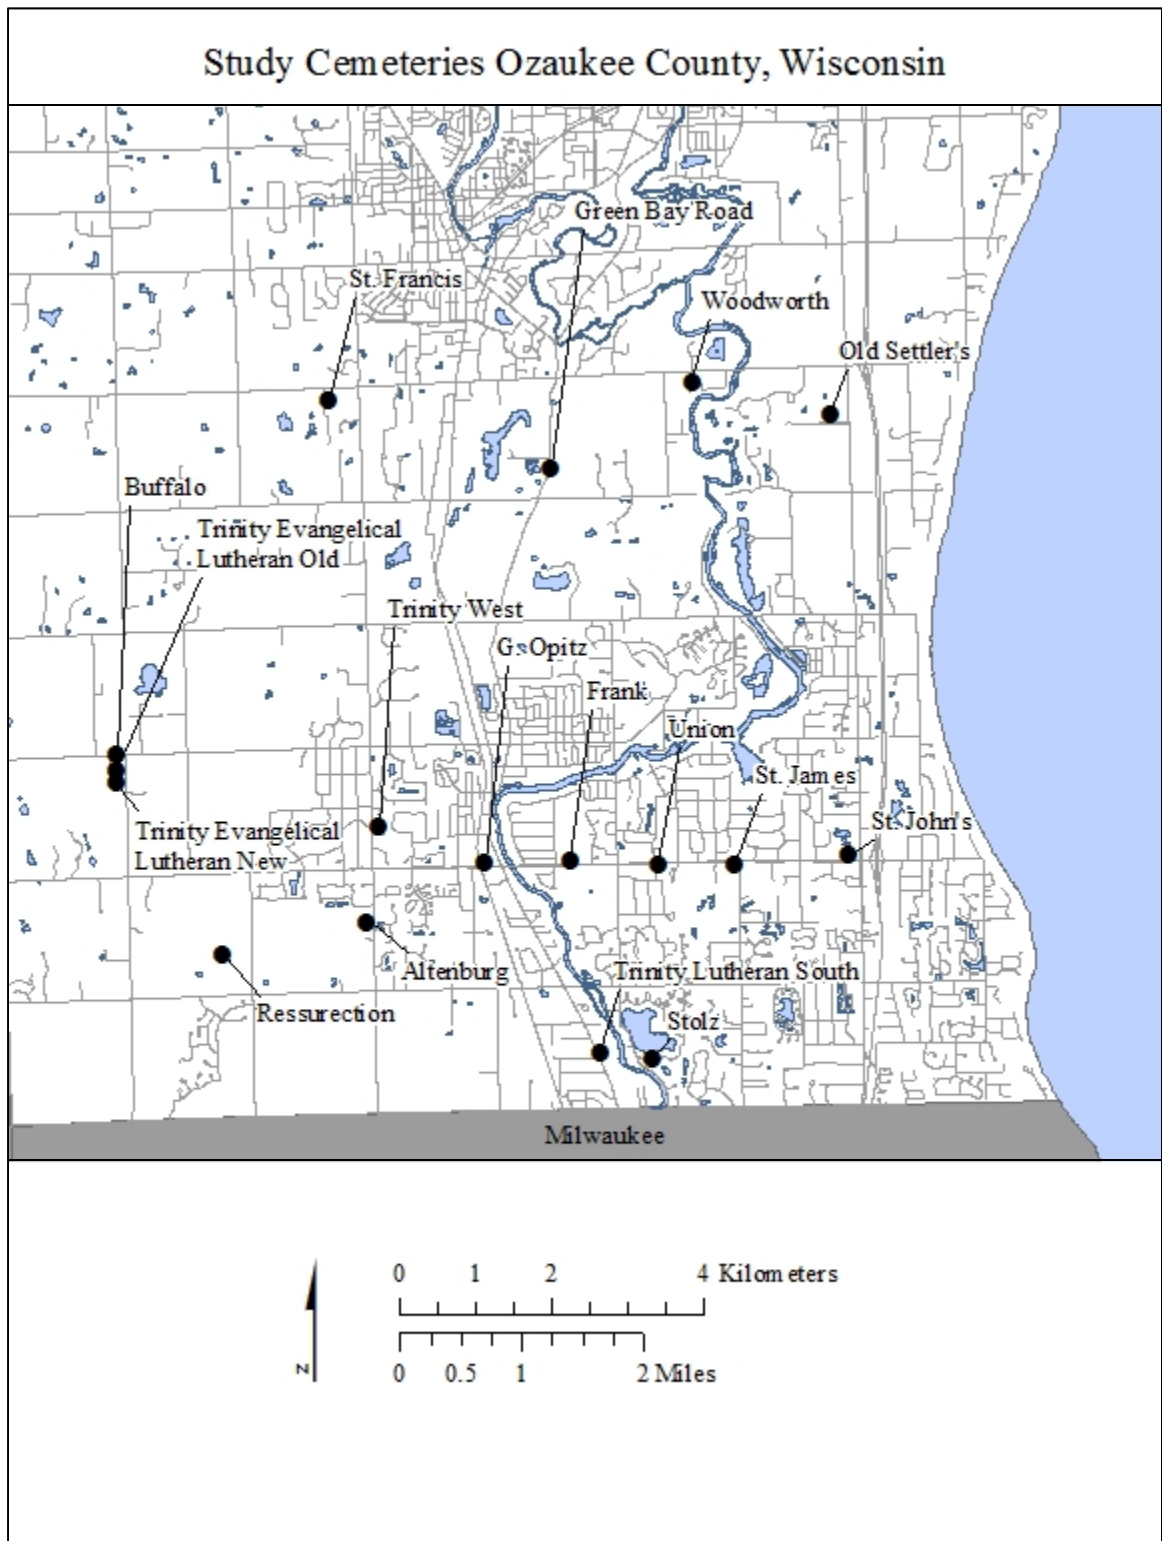 Study Cemeteries Ozaukee County, Wisconsin
Green Bay Road
St. Francis
Woodworth
Old Settler's
Buffalo
Trinity Evangelical
Lutheran Old
Trinity West
G. Opitz
Frank
Union
St. James
St. John's
Trinity Evangelical
Lutheran New
Altenburg
Trinity Lutheran South
Ressurection
Stolz
Milwaukee
0 1 2 4 Kilometers
N
0 0.5 1 2 Miles